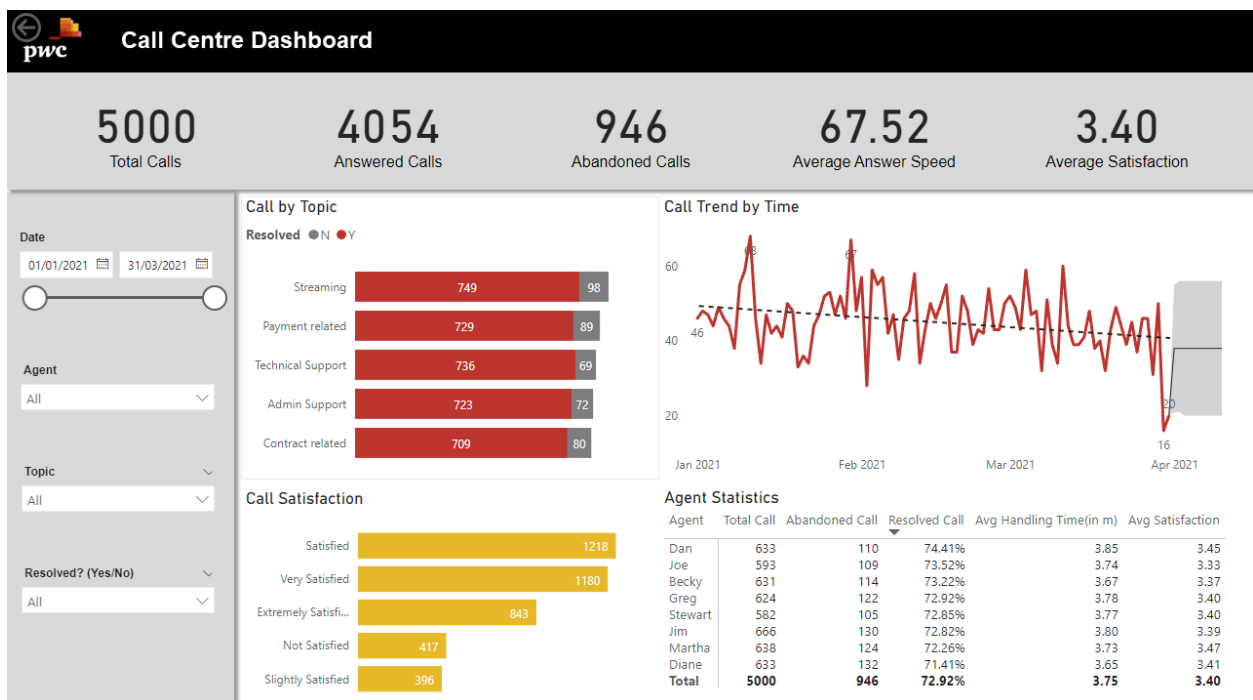 pwc
Call Centre Dashboard
5000
Total Calls
4054
Answered Calls
946
Abandoned Calls
67.52
Average Answer Speed
3.40
Average Satisfaction
Date
01/01/2021
31/03/2021
Agent
All
Topic
All
Resolved? (Yes/No)
All
Call by Topic
Resolved N Y
Streaming 749 98
Payment related 729 89
Technical Support 736 69
Admin Support 723 72
Contract related 709 80
Call Trend by Time
60
40
20
68
67
46
20
16
Jan 2021 Feb 2021 Mar 2021 Apr 2021
Call Satisfaction
Satisfied 1218
Very Satisfied 1180
Extremely Satisfi... 843
Not Satisfied 417
Slightly Satisfied 396
Agent Statistics
Agent Total Call Abandoned Call Resolved Call Avg Handling Time(in m) Avg Satisfaction
Dan 633 110 74.41% 3.85 3.45
Joe 593 109 73.52% 3.74 3.33
Becky 631 114 73.22% 3.67 3.37
Greg 624 122 72.92% 3.78 3.40
Stewart 582 105 72.85% 3.77 3.40
Jim 666 130 72.82% 3.80 3.39
Martha 638 124 72.26% 3.73 3.47
Diane 633 132 71.41% 3.65 3.41
Total 5000 946 72.92% 3.75 3.40